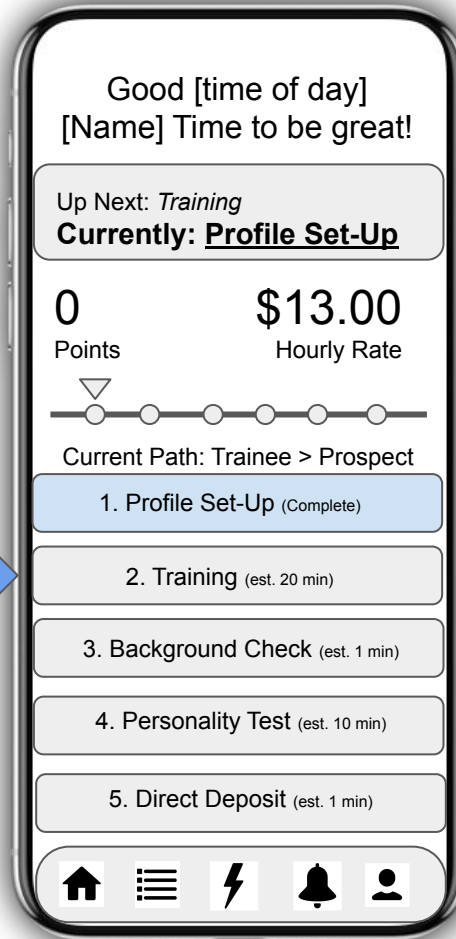 Good [time of day]
[Name] Time to be great!
Up Next: Training
Currently: Profile Set-Up
0 $13.00
Points Hourly Rate
Current Path: Trainee > Prospect
1. Profile Set-Up (Complete)
2. Training (est. 20 min)
3. Background Check (est. 1 min)
4. Personality Test (est. 10 min)
5. Direct Deposit (est. 1 min)